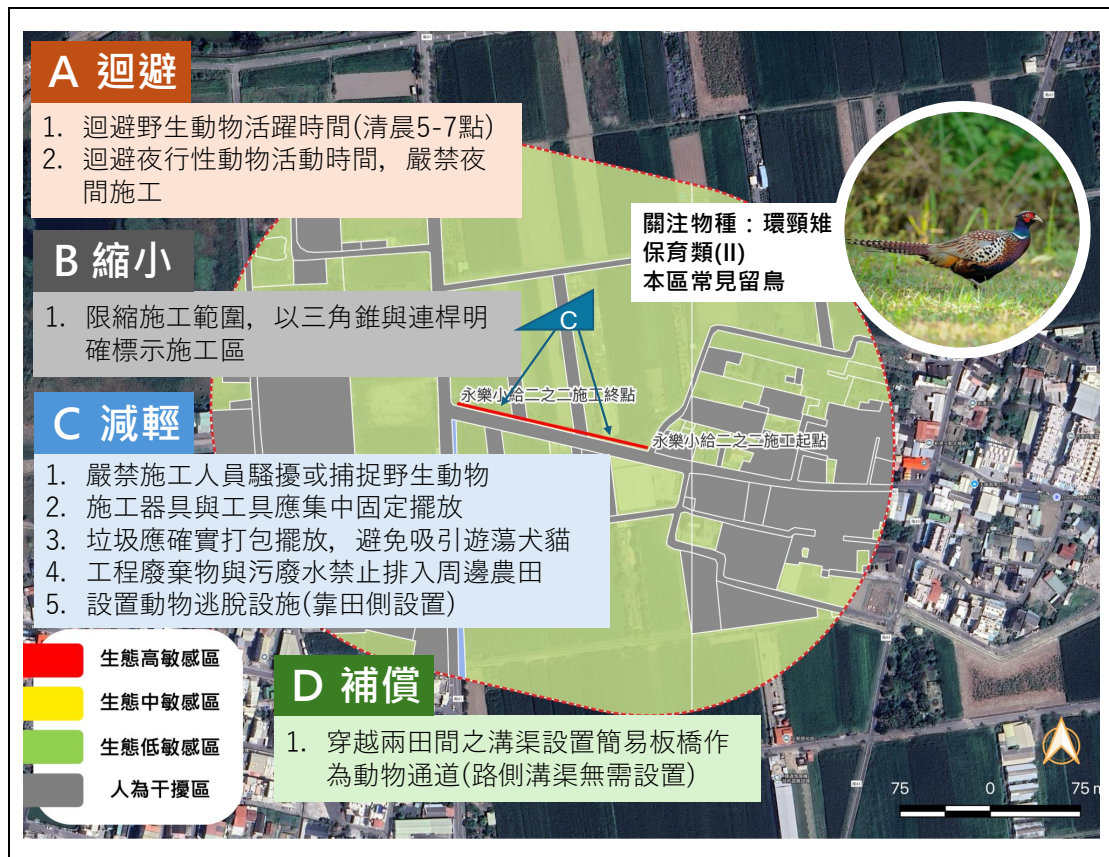 A 迴避
1. 迴避野生動物活躍時間(清晨5-7點)
2. 迴避夜行性動物活動時間，嚴禁夜
間施工
關注物種：環頸雉
保育類(II)
本區常見留鳥
B 縮小
1. 限縮施工範圍，以三角錐與連桿明
確標示施工區
C
永樂小給二之二施工終點
永樂小給二之二施工起點
C 減輕
1. 嚴禁施工人員騷擾或捕捉野生動物
2. 施工器具與工具應集中固定擺放
3. 垃圾應確實打包擺放，避免吸引遊蕩犬貓
4. 工程廢棄物與污廢水禁止排入周邊農田
5. 設置動物逃脫設施(靠田側設置)
生態高敏感區
生態中敏感區
生態低敏感區
人為干擾區
D 補償
1. 穿越兩田間之溝渠設置簡易板橋作
為動物通道(路側溝渠無需設置)
75 0 75 m